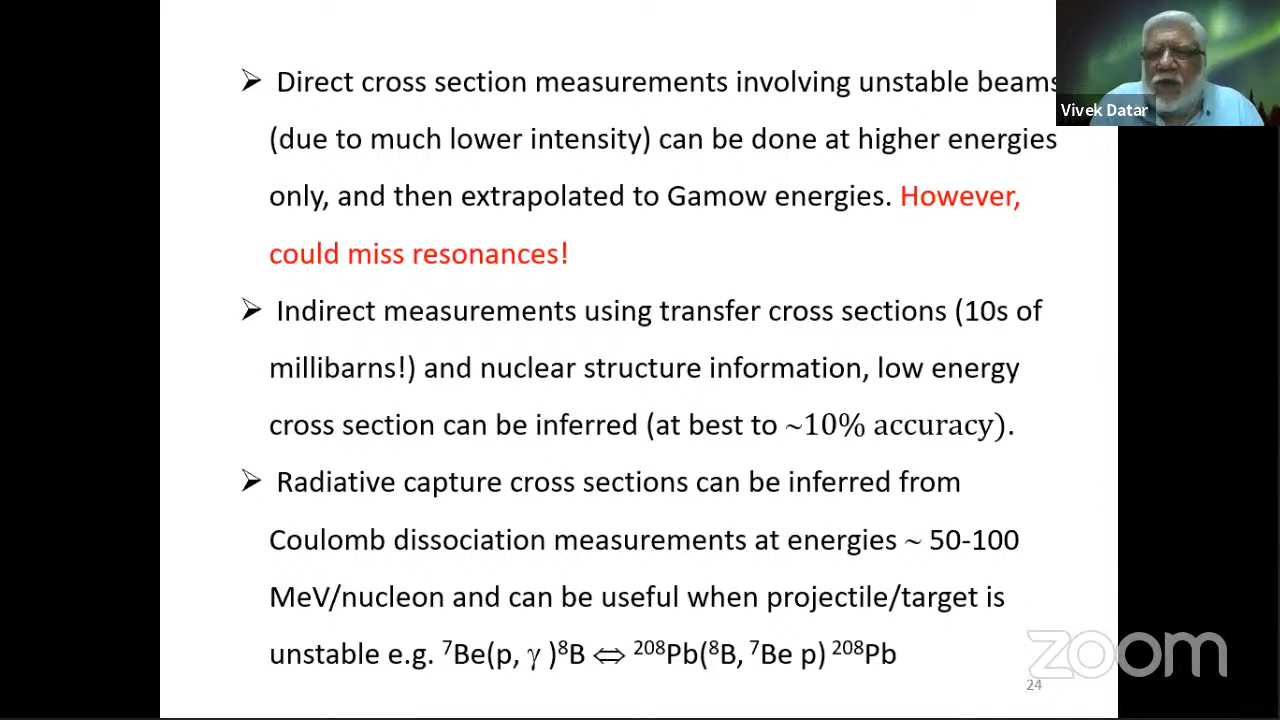 ➢ Direct cross section measurements involving unstable beams
(due to much lower intensity) can be done at higher energies
only, and then extrapolated to Gamow energies. However,
could miss resonances!
➢ Indirect measurements using transfer cross sections (10s of
millibarns!) and nuclear structure information, low energy
cross section can be inferred (at best to ~10% accuracy).
➢ Radiative capture cross sections can be inferred from
Coulomb dissociation measurements at energies ~ 50-100
MeV/nucleon and can be useful when projectile/target is
unstable e.g. ⁷Be(p, γ )⁸B ⇔ ²⁰⁸Pb(⁸B, ⁷Be p) ²⁰⁸Pb
24
Vivek Datar
zoom